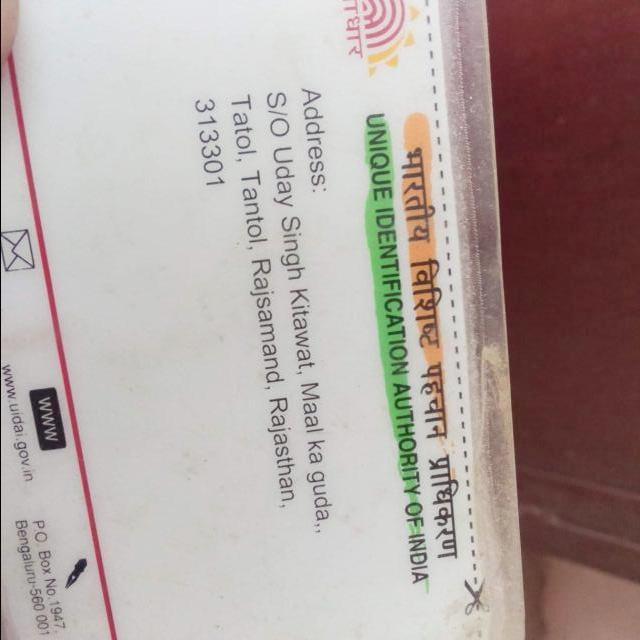 आधार
भारतीय विशिष्ट पहचान प्राधिकरण
UNIQUE IDENTIFICATION AUTHORITY OF INDIA
Address:
S/O Uday Singh Kitawat, Maal ka guda,,
Tatol, Tantol, Rajsamand, Rajasthan,
313301
www
www.uidai.gov.in
P.O. Box No.1947,
Bengaluru-560 001